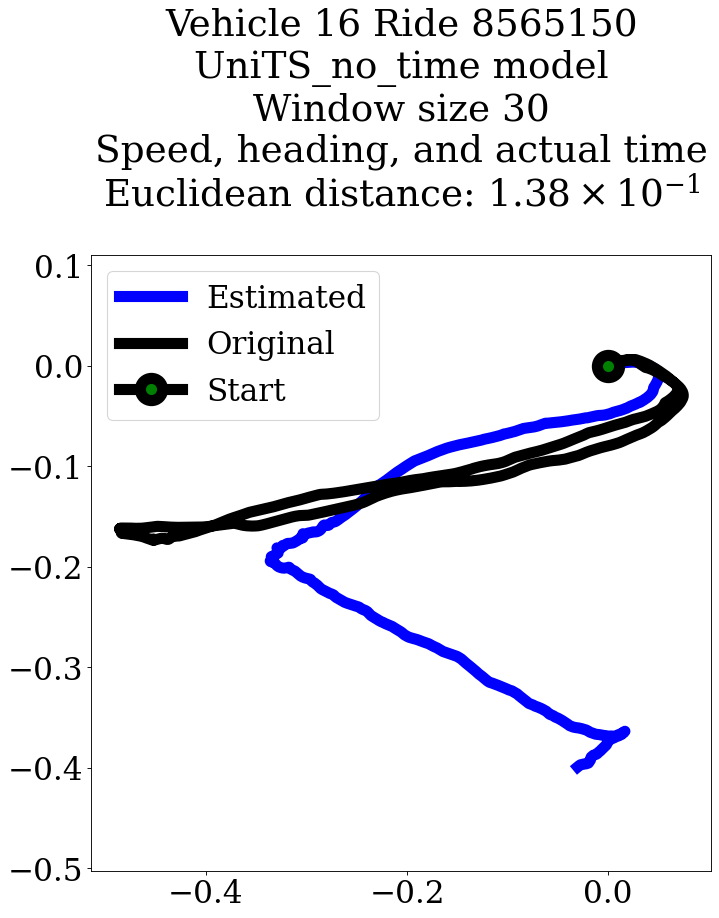 Vehicle 16 Ride 8565150
UniTS_no_time model
Window size 30
Speed, heading, and actual time
Euclidean distance: 1.38 × 10⁻¹
Estimated
Original
Start
0.1
0.0
−0.1
−0.2
−0.3
−0.4
−0.5
−0.4 −0.2 0.0